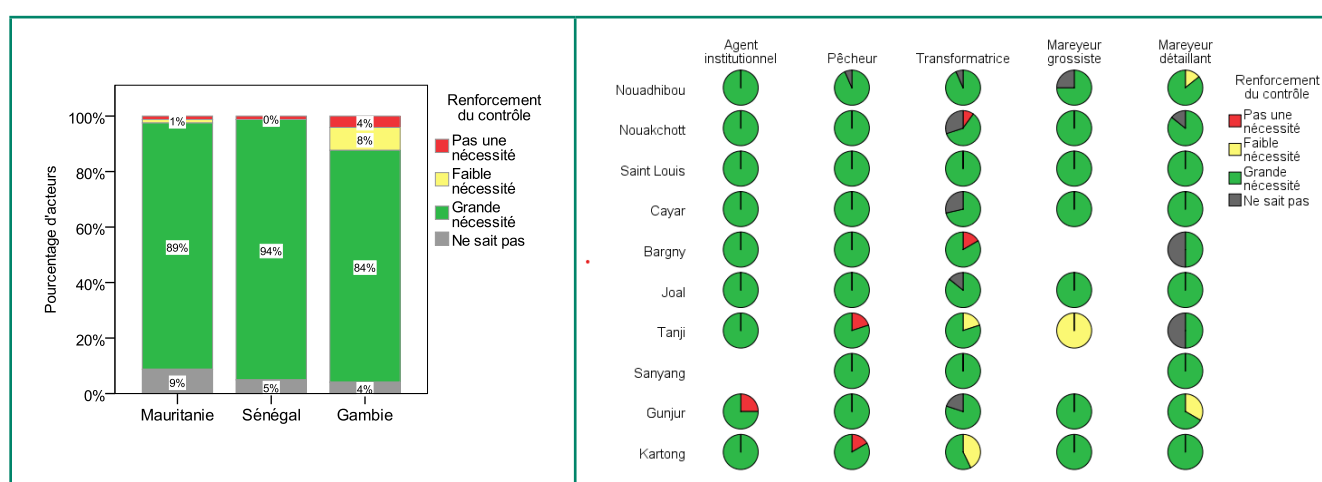 Renforcement
du contrôle
Pas une
nécessité
Faible
nécessité
Grande
nécessité
Ne sait pas
Pourcentage d'acteurs
100%
80%
60%
40%
20%
0%
1%
0%
4%
8%
89%
94%
84%
9%
5%
4%
Mauritanie
Sénégal
Gambie
Agent
institutionnel
Pêcheur
Transformatrice
Mareyeur
grossiste
Mareyeur
détaillant
Nouadhibou
Nouakchott
Saint Louis
Cayar
Bargny
Joal
Tanji
Sanyang
Gunjur
Kartong
Renforcement
du contrôle
Pas une
nécessité
Faible
nécessité
Grande
nécessité
Ne sait pas